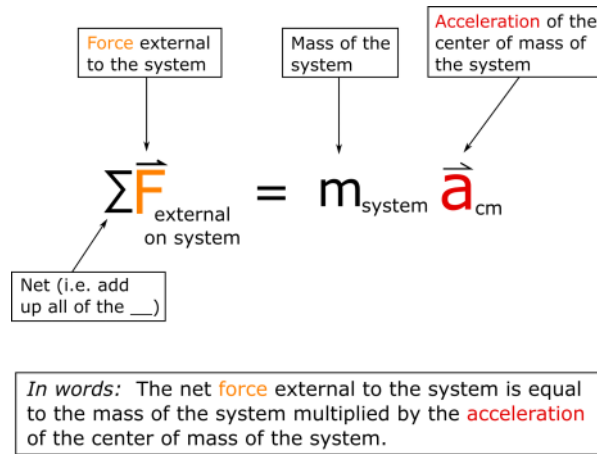 Force external
to the system
Mass of the
system
Acceleration of the
center of mass of
the system
∑F⃗ external on system = m system a⃗ cm
Net (i.e. add
up all of the __)
In words: The net force external to the system is equal
to the mass of the system multiplied by the acceleration
of the center of mass of the system.